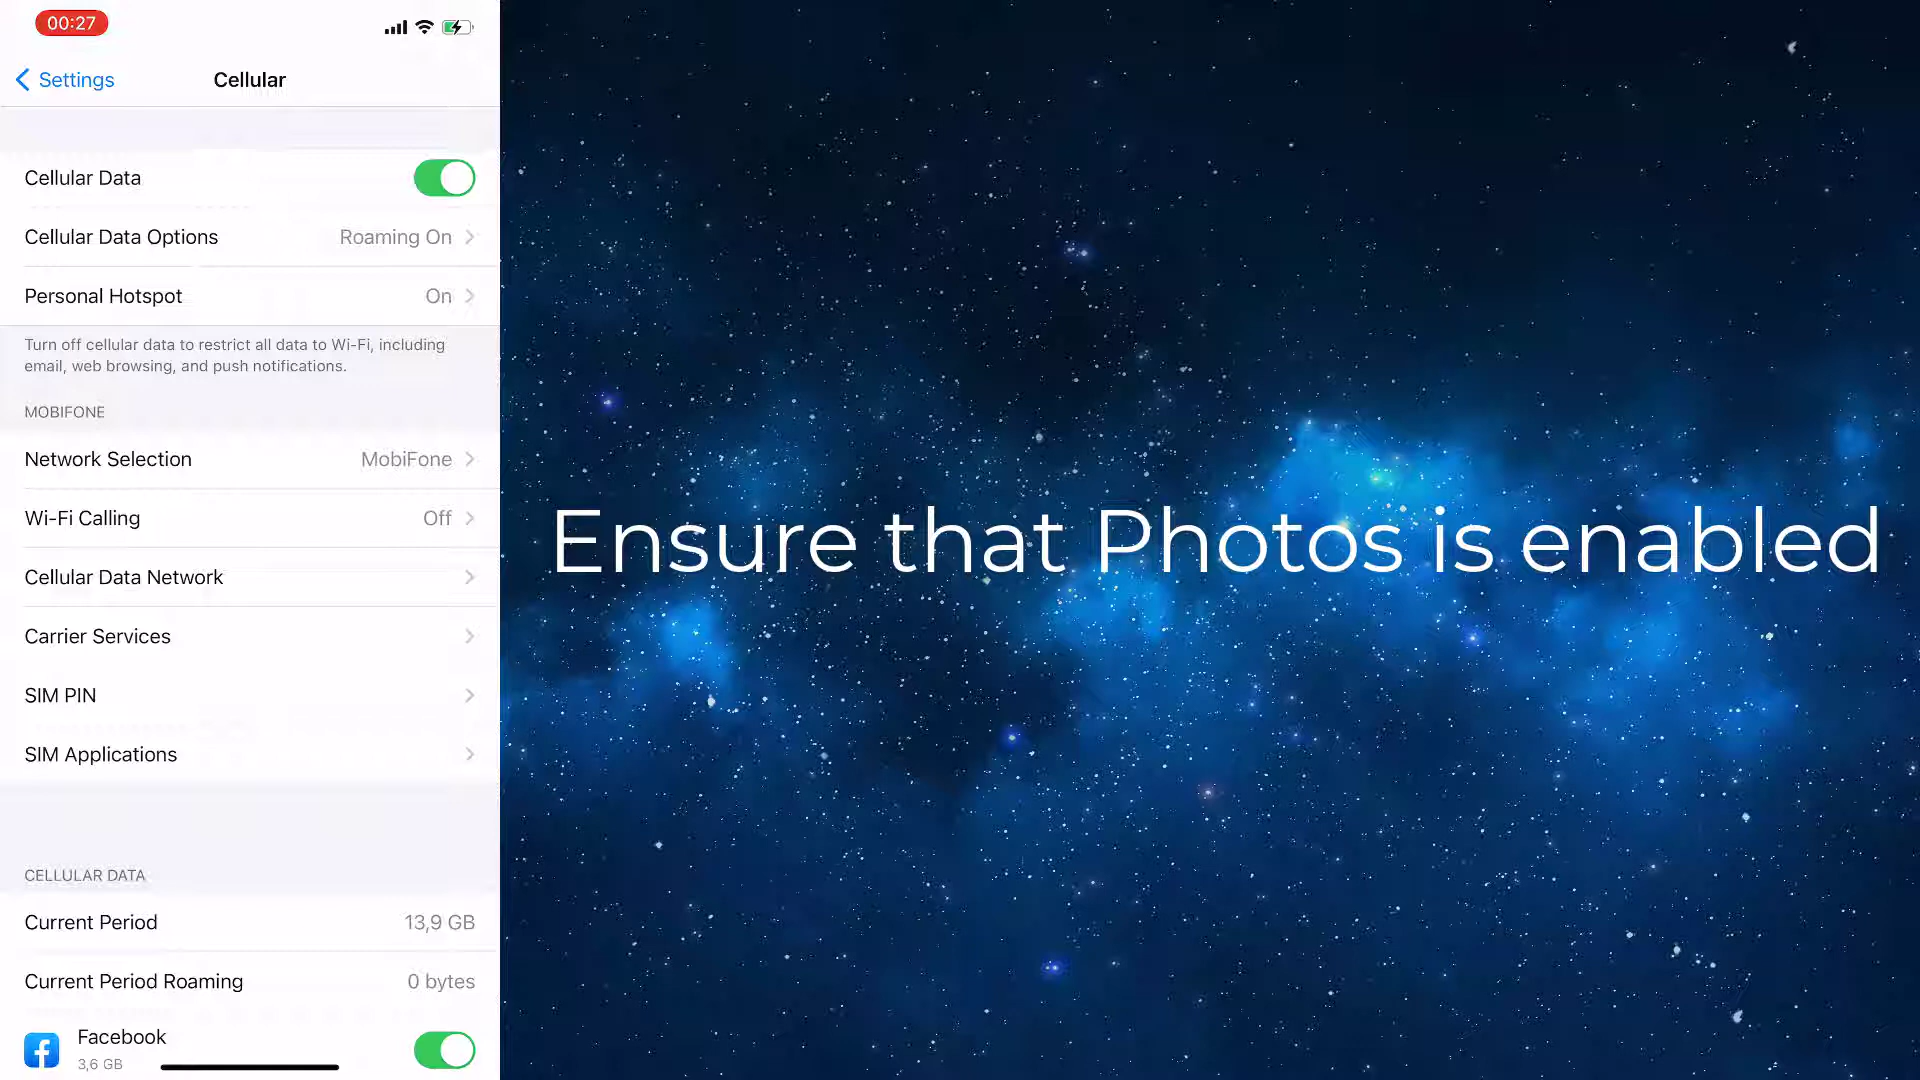 00:27
Settings
Cellular
Cellular Data
Cellular Data Options Roaming On
Personal Hotspot On
Turn off cellular data to restrict all data to Wi-Fi, including
email, web browsing, and push notifications.
MOBIFONE
Network Selection MobiFone
Wi-Fi Calling Off
Cellular Data Network
Carrier Services
SIM PIN
SIM Applications
CELLULAR DATA
Current Period 13,9 GB
Current Period Roaming 0 bytes
Facebook
3,6 GB
Ensure that Photos is enabled